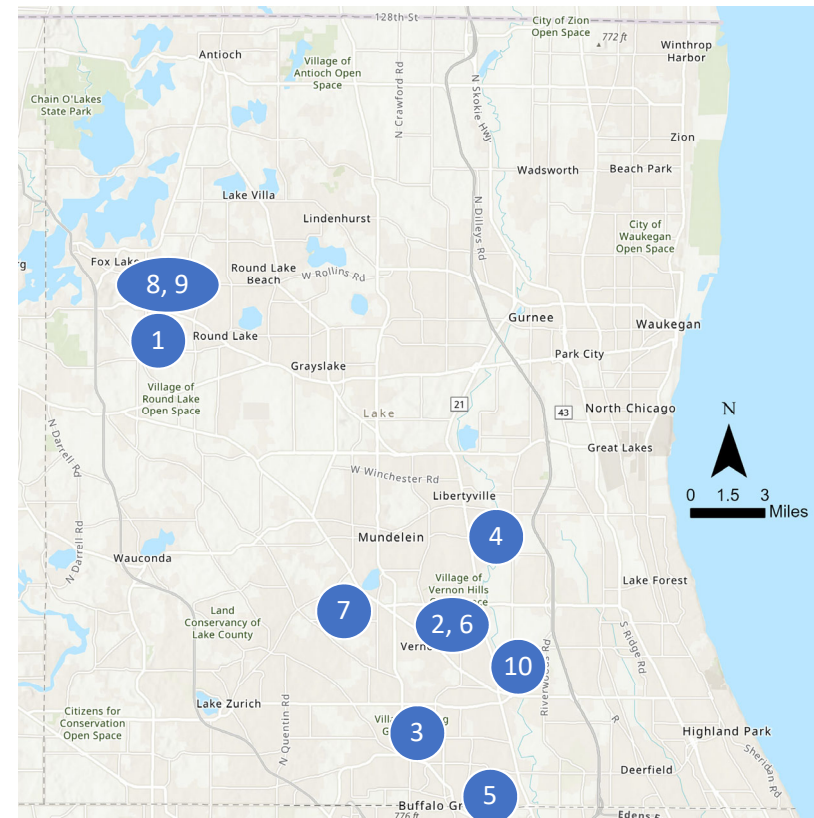 128th St
City of Zion
Open Space
772 ft
Winthrop
Harbor
Antioch
Village of
Antioch Open
Space
N Crawford Rd
N Skokie Hwy
Chain O'Lakes
State Park
Zion
Wadsworth
Beach Park
Lake Villa
Lindenhurst
N Dilleys Rd
City of
Waukegan
Open Space
Fox Lake
rg
8, 9
Round Lake
Beach
W Rollins Rd
1
Round Lake
Gurnee
Waukegan
Park City
Grayslake
Village of
Round Lake
Open Space
Lake
21
43
North Chicago
N
N Darrell Rd
Great Lakes
W Winchester Rd
Libertyville
0 1.5 3
Miles
4
Mundelein
N Darrell Rd
Wauconda
Village of
Vernon Hills
Lake Forest
7
Land
Conservancy of
Lake County
2, 6
Vern
S Ridge Rd
10
Riverwoods Rd
Lake Zurich
N Quentin Rd
Citizens for
Conservation
Open Space
3
R
Highland Park
Sheridan Rd
Deerfield
5
Buffalo Gr
776 ft
Edens E